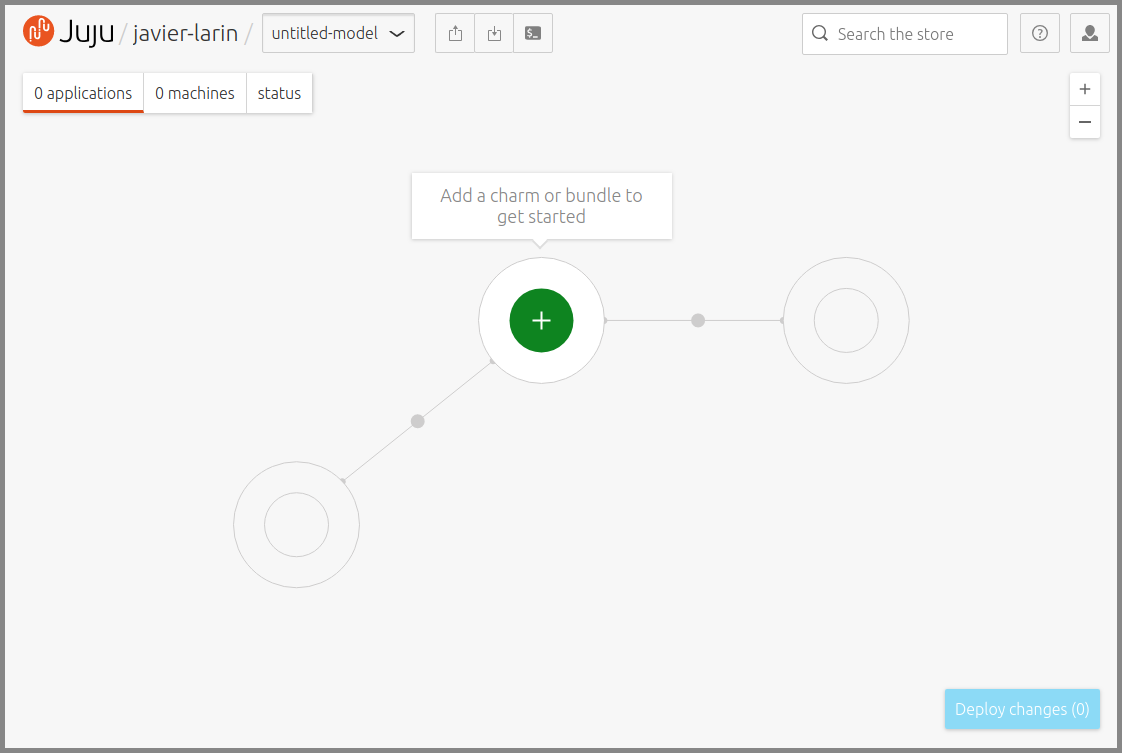 Juju / javier-larin / untitled-model
Search the store
0 applications 0 machines status
Add a charm or bundle to
get started
Deploy changes (0)